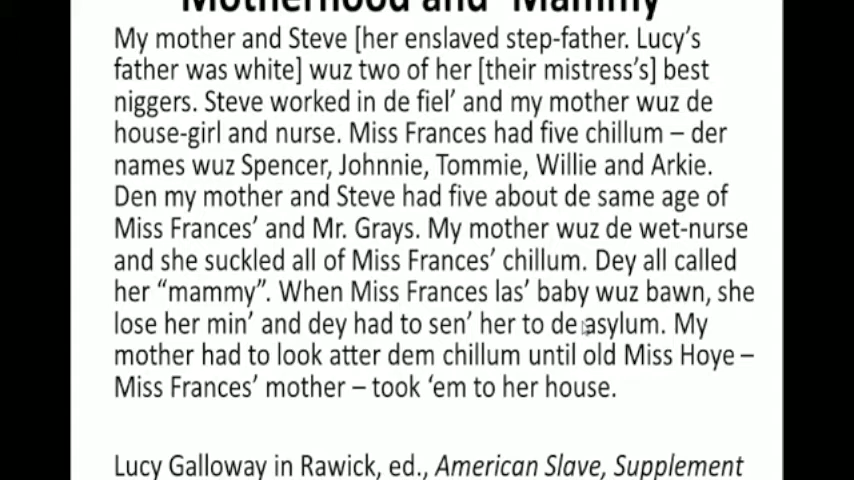 Motherhood and "Mammy"
My mother and Steve [her enslaved step-father. Lucy's
father was white] wuz two of her [their mistress's] best
niggers. Steve worked in de fiel' and my mother wuz de
house-girl and nurse. Miss Frances had five chillum – der
names wuz Spencer, Johnnie, Tommie, Willie and Arkie.
Den my mother and Steve had five about de same age of
Miss Frances' and Mr. Grays. My mother wuz de wet-nurse
and she suckled all of Miss Frances' chillum. Dey all called
her "mammy". When Miss Frances las' baby wuz bawn, she
lose her min' and dey had to sen' her to de asylum. My
mother had to look atter dem chillum until old Miss Hoye –
Miss Frances' mother – took 'em to her house.
Lucy Galloway in Rawick, ed., American Slave, Supplement